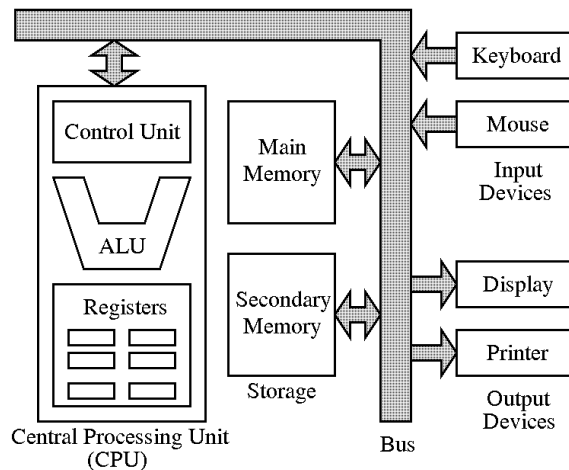 Control Unit
ALU
Registers
Central Processing Unit
(CPU)
Main
Memory
Secondary
Memory
Storage
Bus
Keyboard
Mouse
Input
Devices
Display
Printer
Output
Devices